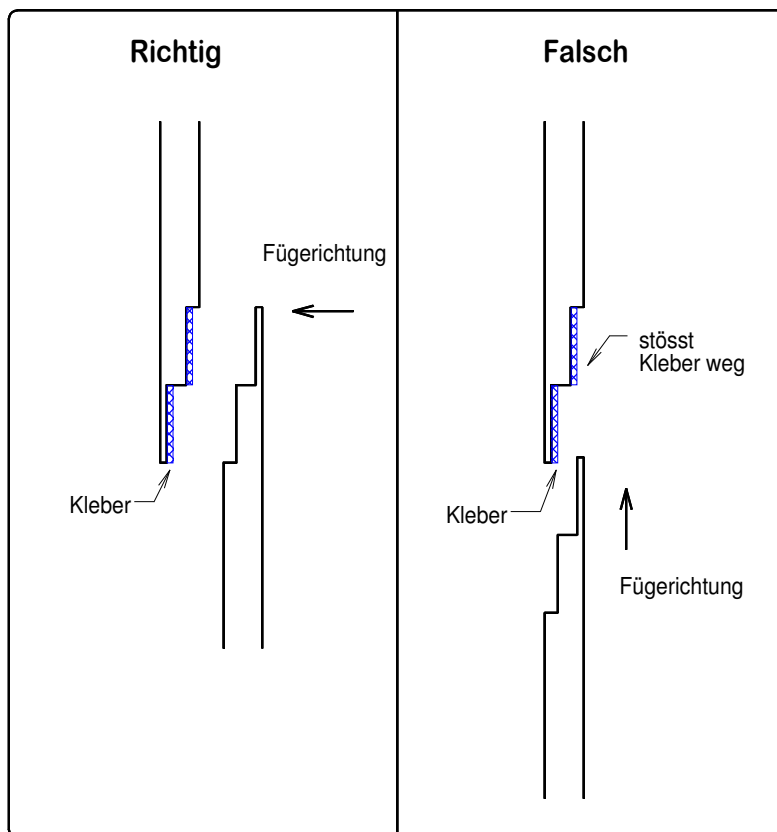 Richtig
Fügerichtung
Kleber
Falsch
stösst
Kleber weg
Kleber
Fügerichtung